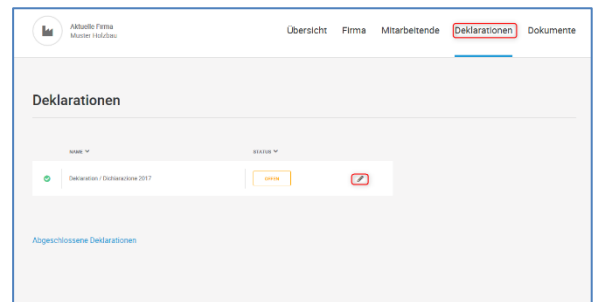 Aktuelle Firma
Muster Holzbau
Übersicht Firma Mitarbeitende Deklarationen Dokumente
Deklarationen
NAME STATUS
Deklaration / Dichiarazione 2017 OFFEN
Abgeschlossene Deklarationen